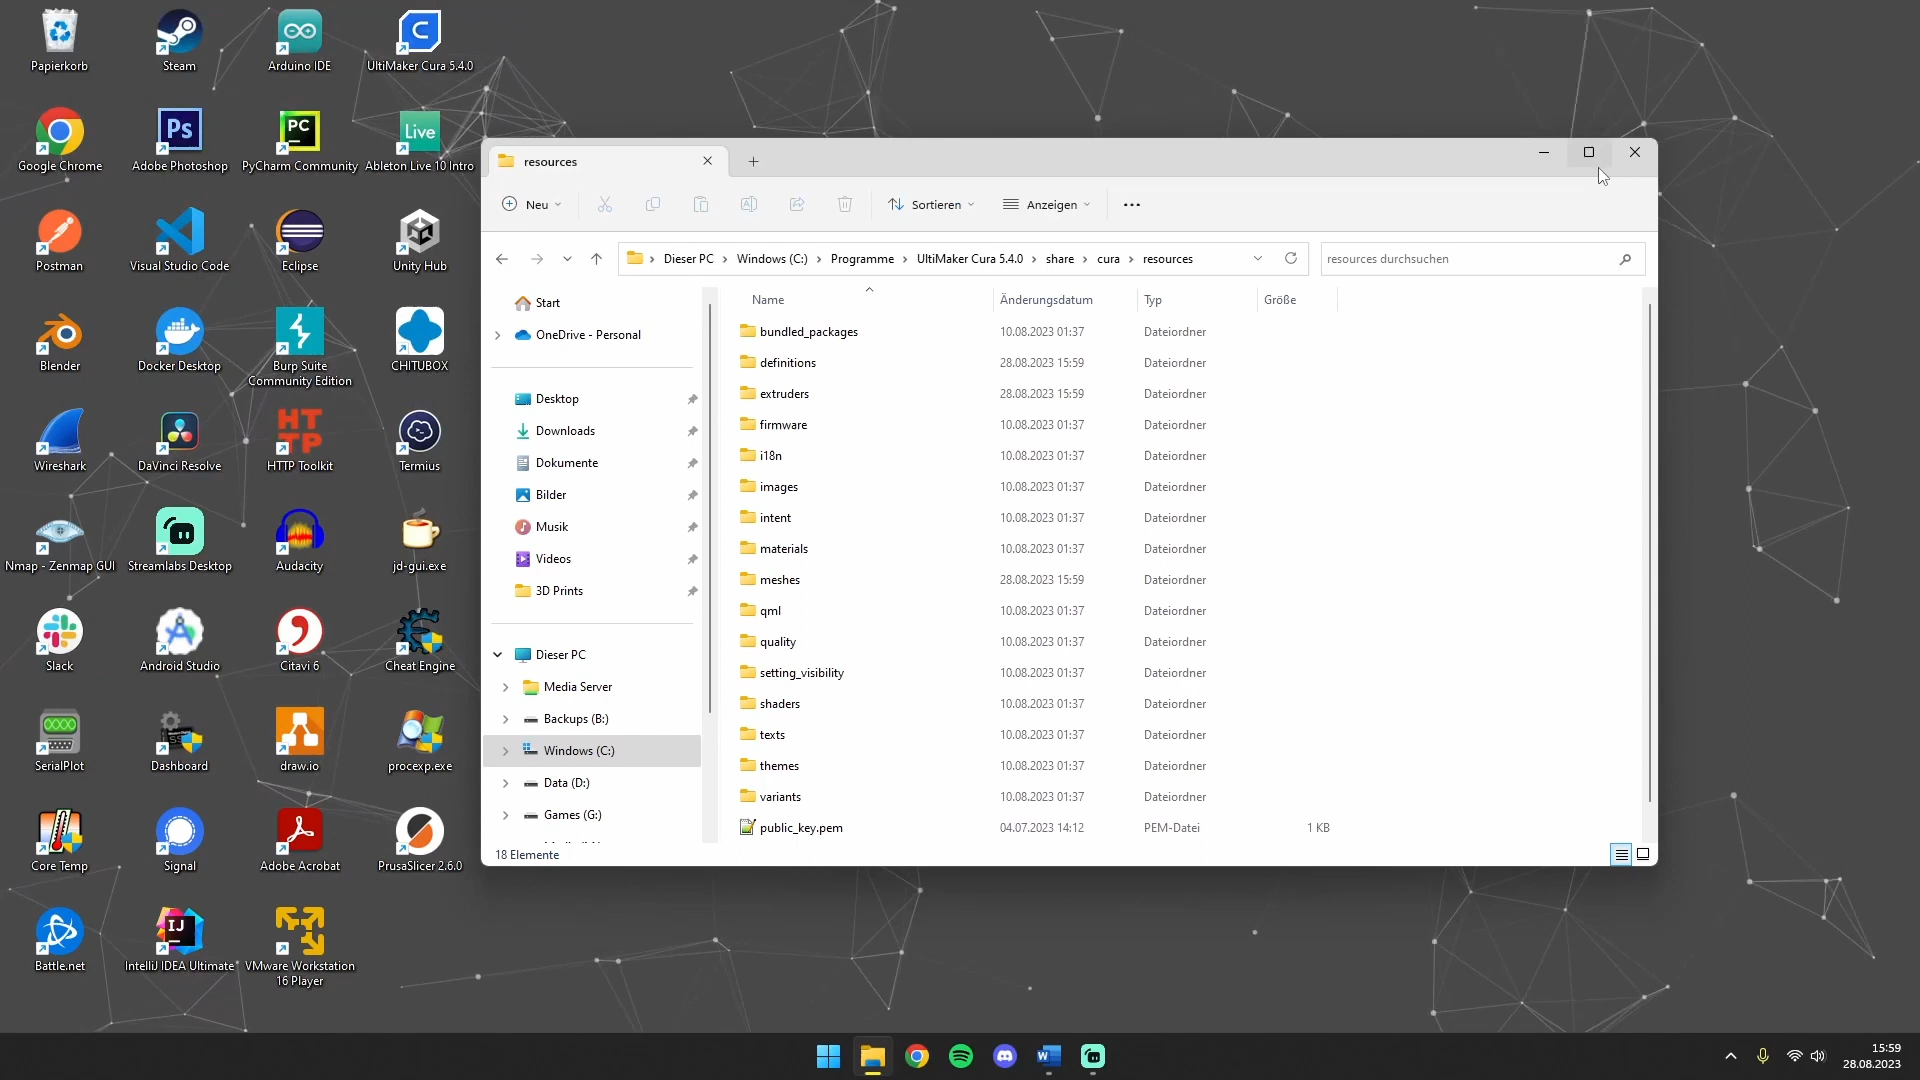 Papierkorb
Steam
Arduino IDE
UltiMaker Cura 5.4.0
Google Chrome
Adobe Photoshop
PyCharm Community
Ableton Live 10 Intro
Postman
Visual Studio Code
Eclipse
Unity Hub
Blender
Docker Desktop
Burp Suite
Community Edition
CHITUBOX
Wireshark
DaVinci Resolve
HTTP Toolkit
Termius
Nmap - Zenmap GUI
Streamlabs Desktop
Audacity
jd-gui.exe
Slack
Android Studio
Citavi 6
Cheat Engine
SerialPlot
Dashboard
draw.io
procexp.exe
Core Temp
Signal
Adobe Acrobat
PrusaSlicer 2.6.0
Battle.net
IntelliJ IDEA Ultimate
VMware Workstation
16 Player
Ps
PC
Live
HT
TP
IJ
resources
Neu
Sortieren
Anzeigen
Dieser PC
Windows (C:)
Programme
UltiMaker Cura 5.4.0
share
cura
resources
resources durchsuchen
Start
OneDrive - Personal
Desktop
Downloads
Dokumente
Bilder
Musik
Videos
3D Prints
Dieser PC
Media Server
Backups (B:)
Windows (C:)
Data (D:)
Games (G:)
Name Änderungsdatum Typ Größe
bundled_packages 10.08.2023 01:37 Dateiordner
definitions 28.08.2023 15:59 Dateiordner
extruders 28.08.2023 15:59 Dateiordner
firmware 10.08.2023 01:37 Dateiordner
i18n 10.08.2023 01:37 Dateiordner
images 10.08.2023 01:37 Dateiordner
intent 10.08.2023 01:37 Dateiordner
materials 10.08.2023 01:37 Dateiordner
meshes 28.08.2023 15:59 Dateiordner
qml 10.08.2023 01:37 Dateiordner
quality 10.08.2023 01:37 Dateiordner
setting_visibility 10.08.2023 01:37 Dateiordner
shaders 10.08.2023 01:37 Dateiordner
texts 10.08.2023 01:37 Dateiordner
themes 10.08.2023 01:37 Dateiordner
variants 10.08.2023 01:37 Dateiordner
public_key.pem 04.07.2023 14:12 PEM-Datei 1 KB
18 Elemente
15:59
28.08.2023